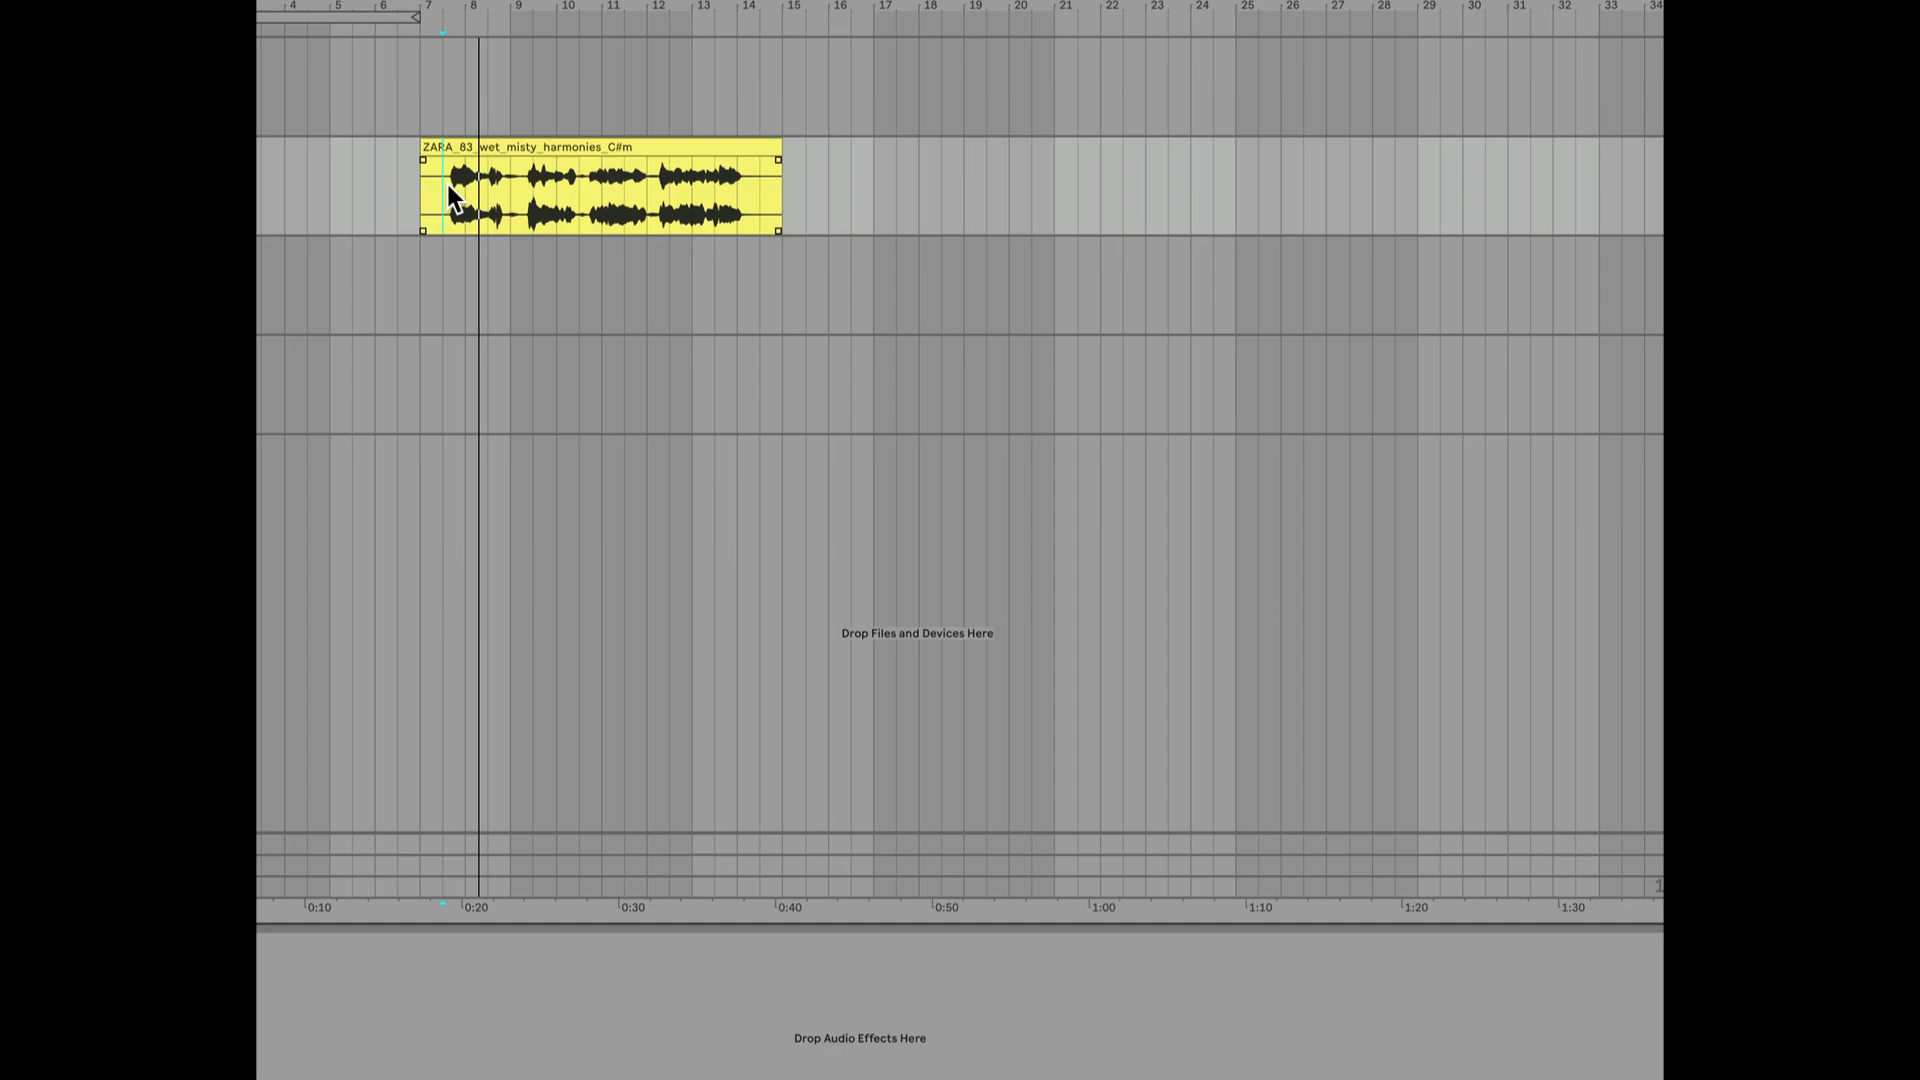 4 5 6 7 8 9 10 11 12 13 14 15 16 17 18 19 20 21 22 23 24 25 26 27 28 29 30 31 32 33 34
ZARA_83_wet_misty_harmonies_C#m
Drop Files and Devices Here
0:10 0:20 0:30 0:40 0:50 1:00 1:10 1:20 1:30
Drop Audio Effects Here